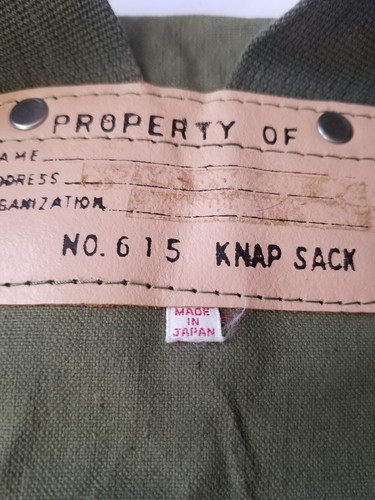 PROPERTY OF
AME
DDRESS
GANIZATION
NO. 615 KNAP SACK
MADE
IN
JAPAN